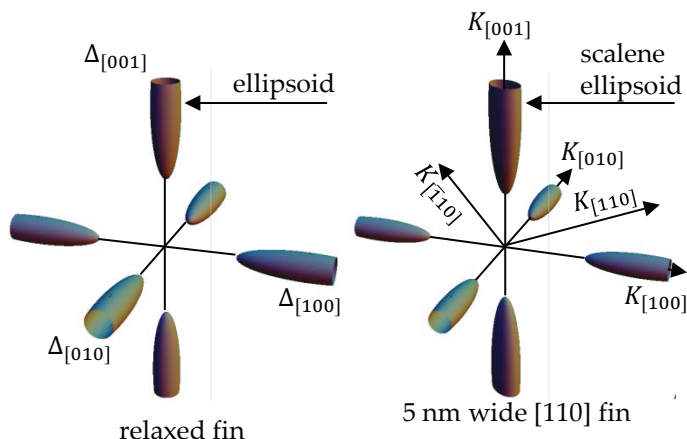 Δ[001]
ellipsoid
Δ[100]
Δ[010]
relaxed fin
K[001]
scalene
ellipsoid
K[010]
K[1̄10]
K[110]
K[100]
5 nm wide [110] fin